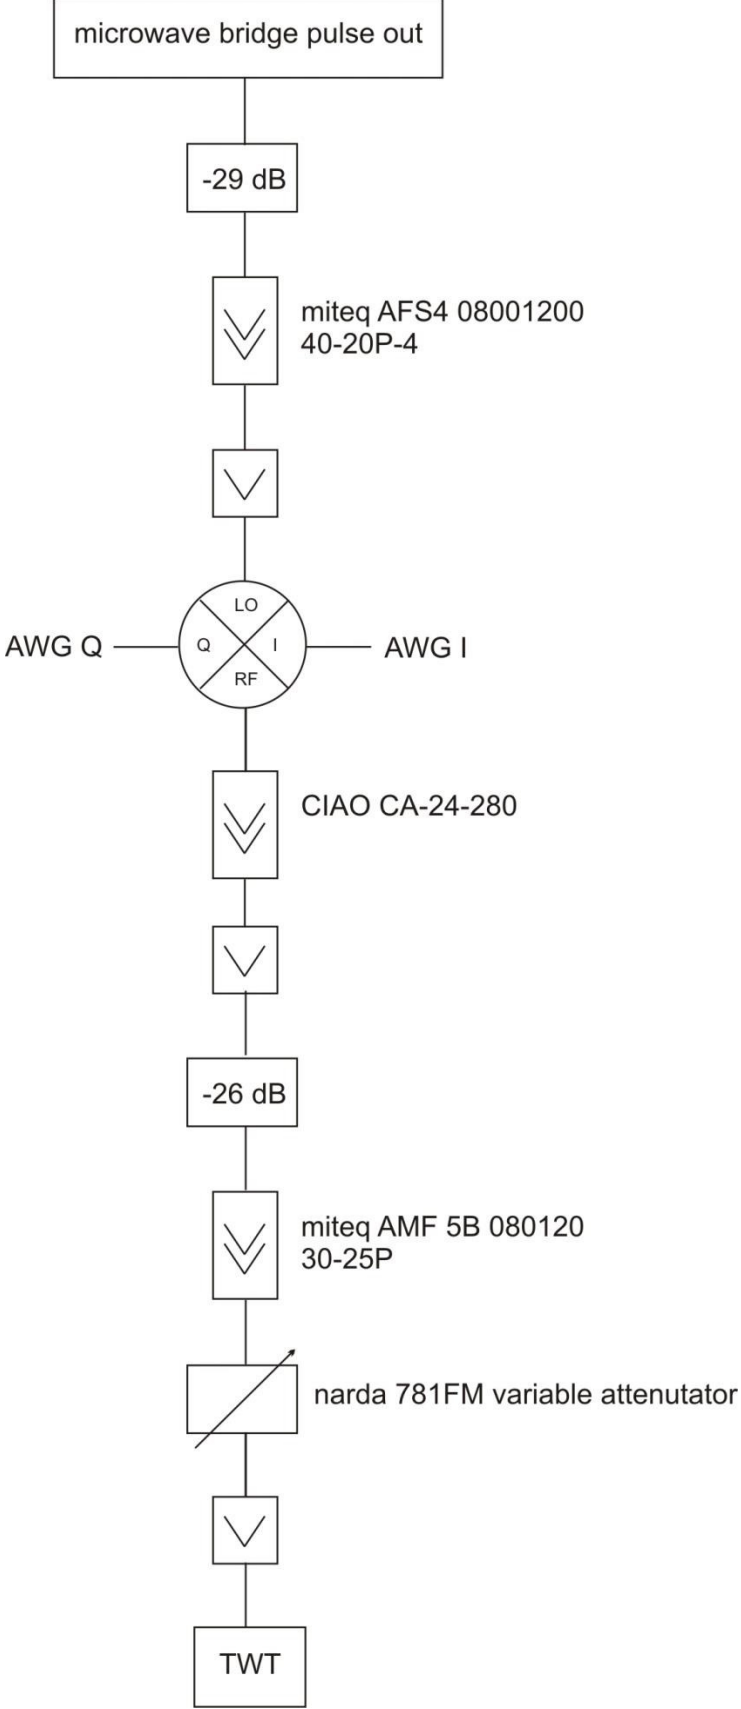 microwave bridge pulse out
-29 dB
miteq AFS4 08001200
40-20P-4
LO
AWG Q
Q
I
AWG I
RF
CIAO CA-24-280
-26 dB
miteq AMF 5B 080120
30-25P
narda 781FM variable attenutator
TWT